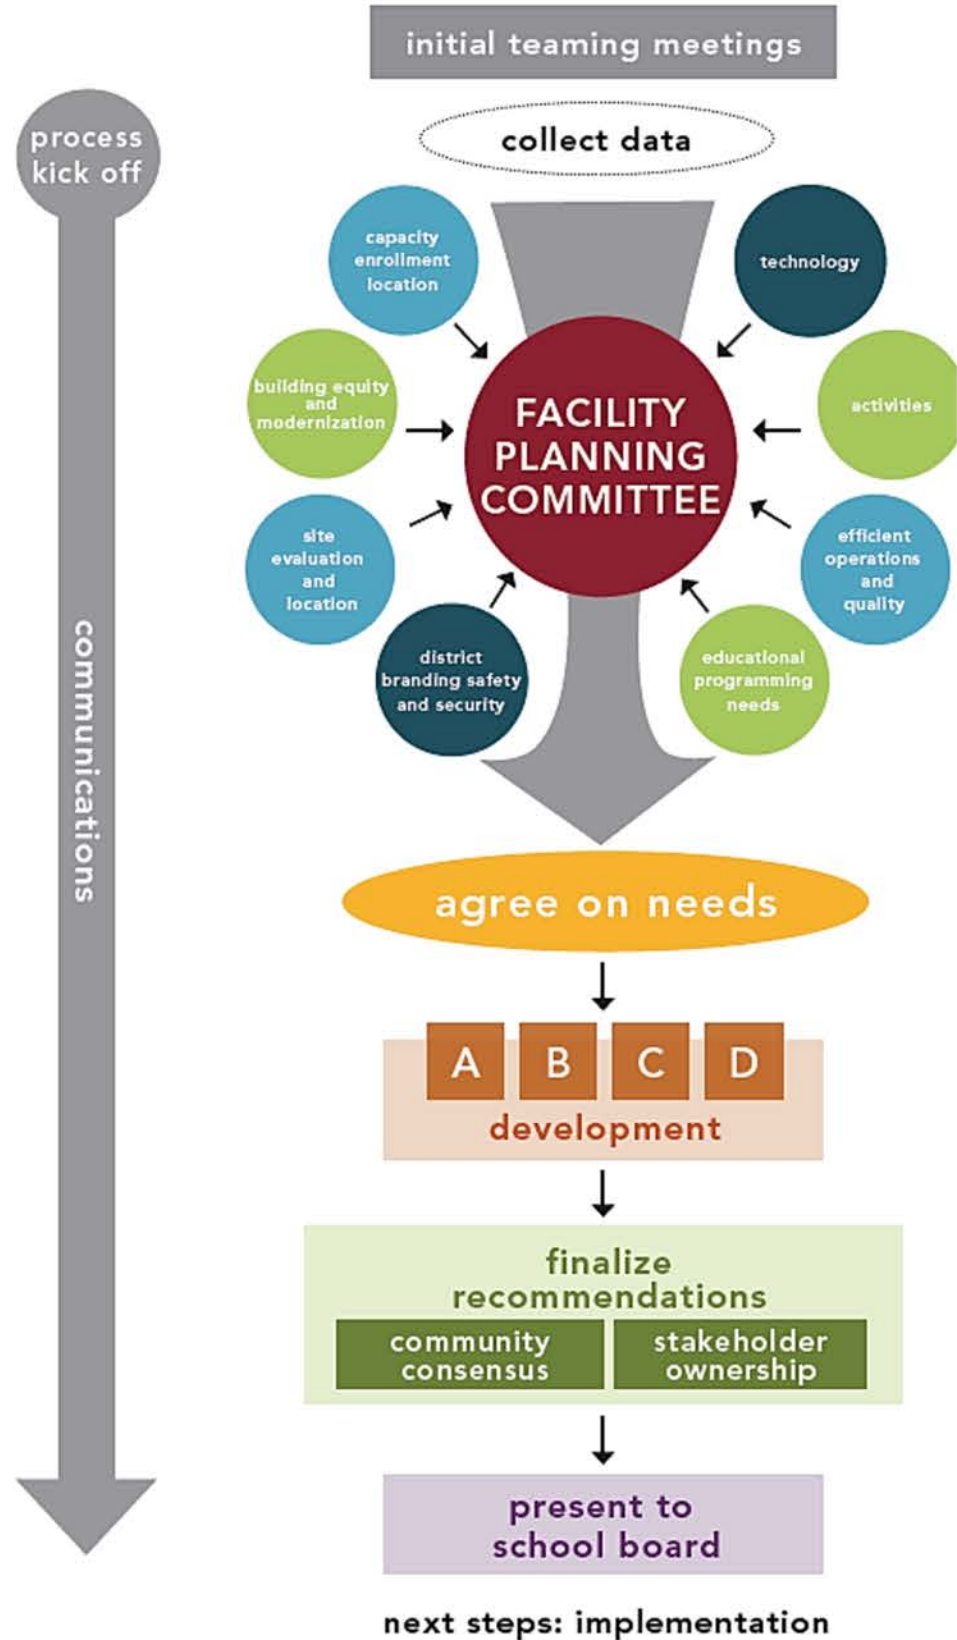 initial teaming meetings
process
kick off
collect data
capacity
enrollment
location
technology
building equity
and
modernization
activities
FACILITY
PLANNING
COMMITTEE
site
evaluation
and
location
efficient
operations
and
quality
district
branding safety
and security
educational
programming
needs
communications
agree on needs
A B C D
development
finalize
recommendations
community
consensus
stakeholder
ownership
present to
school board
next steps: implementation